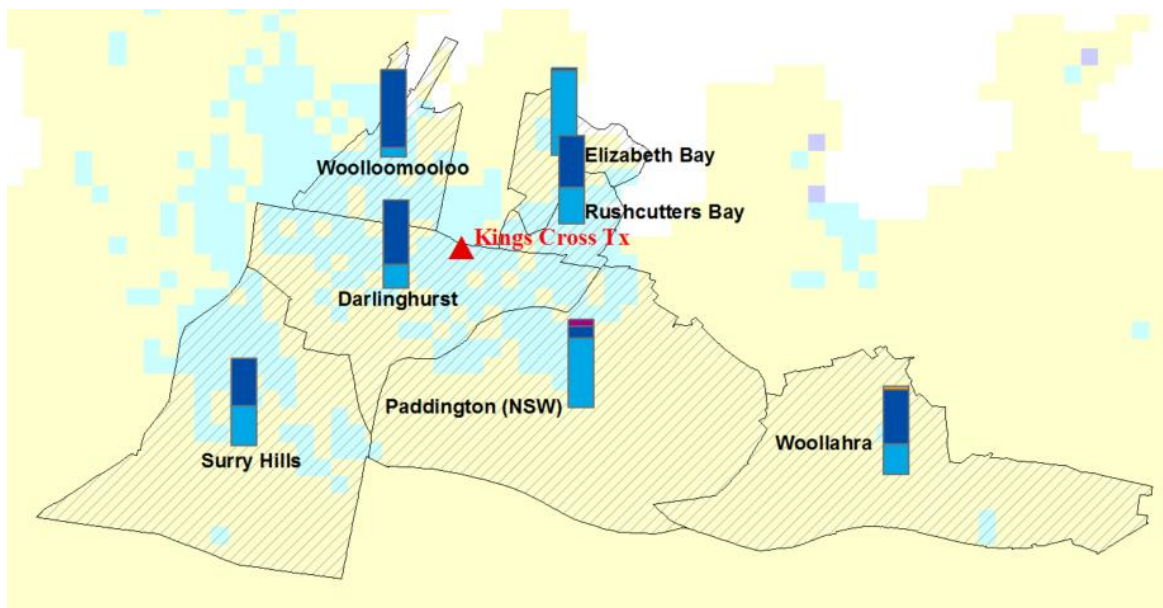 Woolloomooloo
Elizabeth Bay
Rushcutters Bay
Kings Cross Tx
Darlinghurst
Paddington (NSW)
Woollahra
Surry Hills